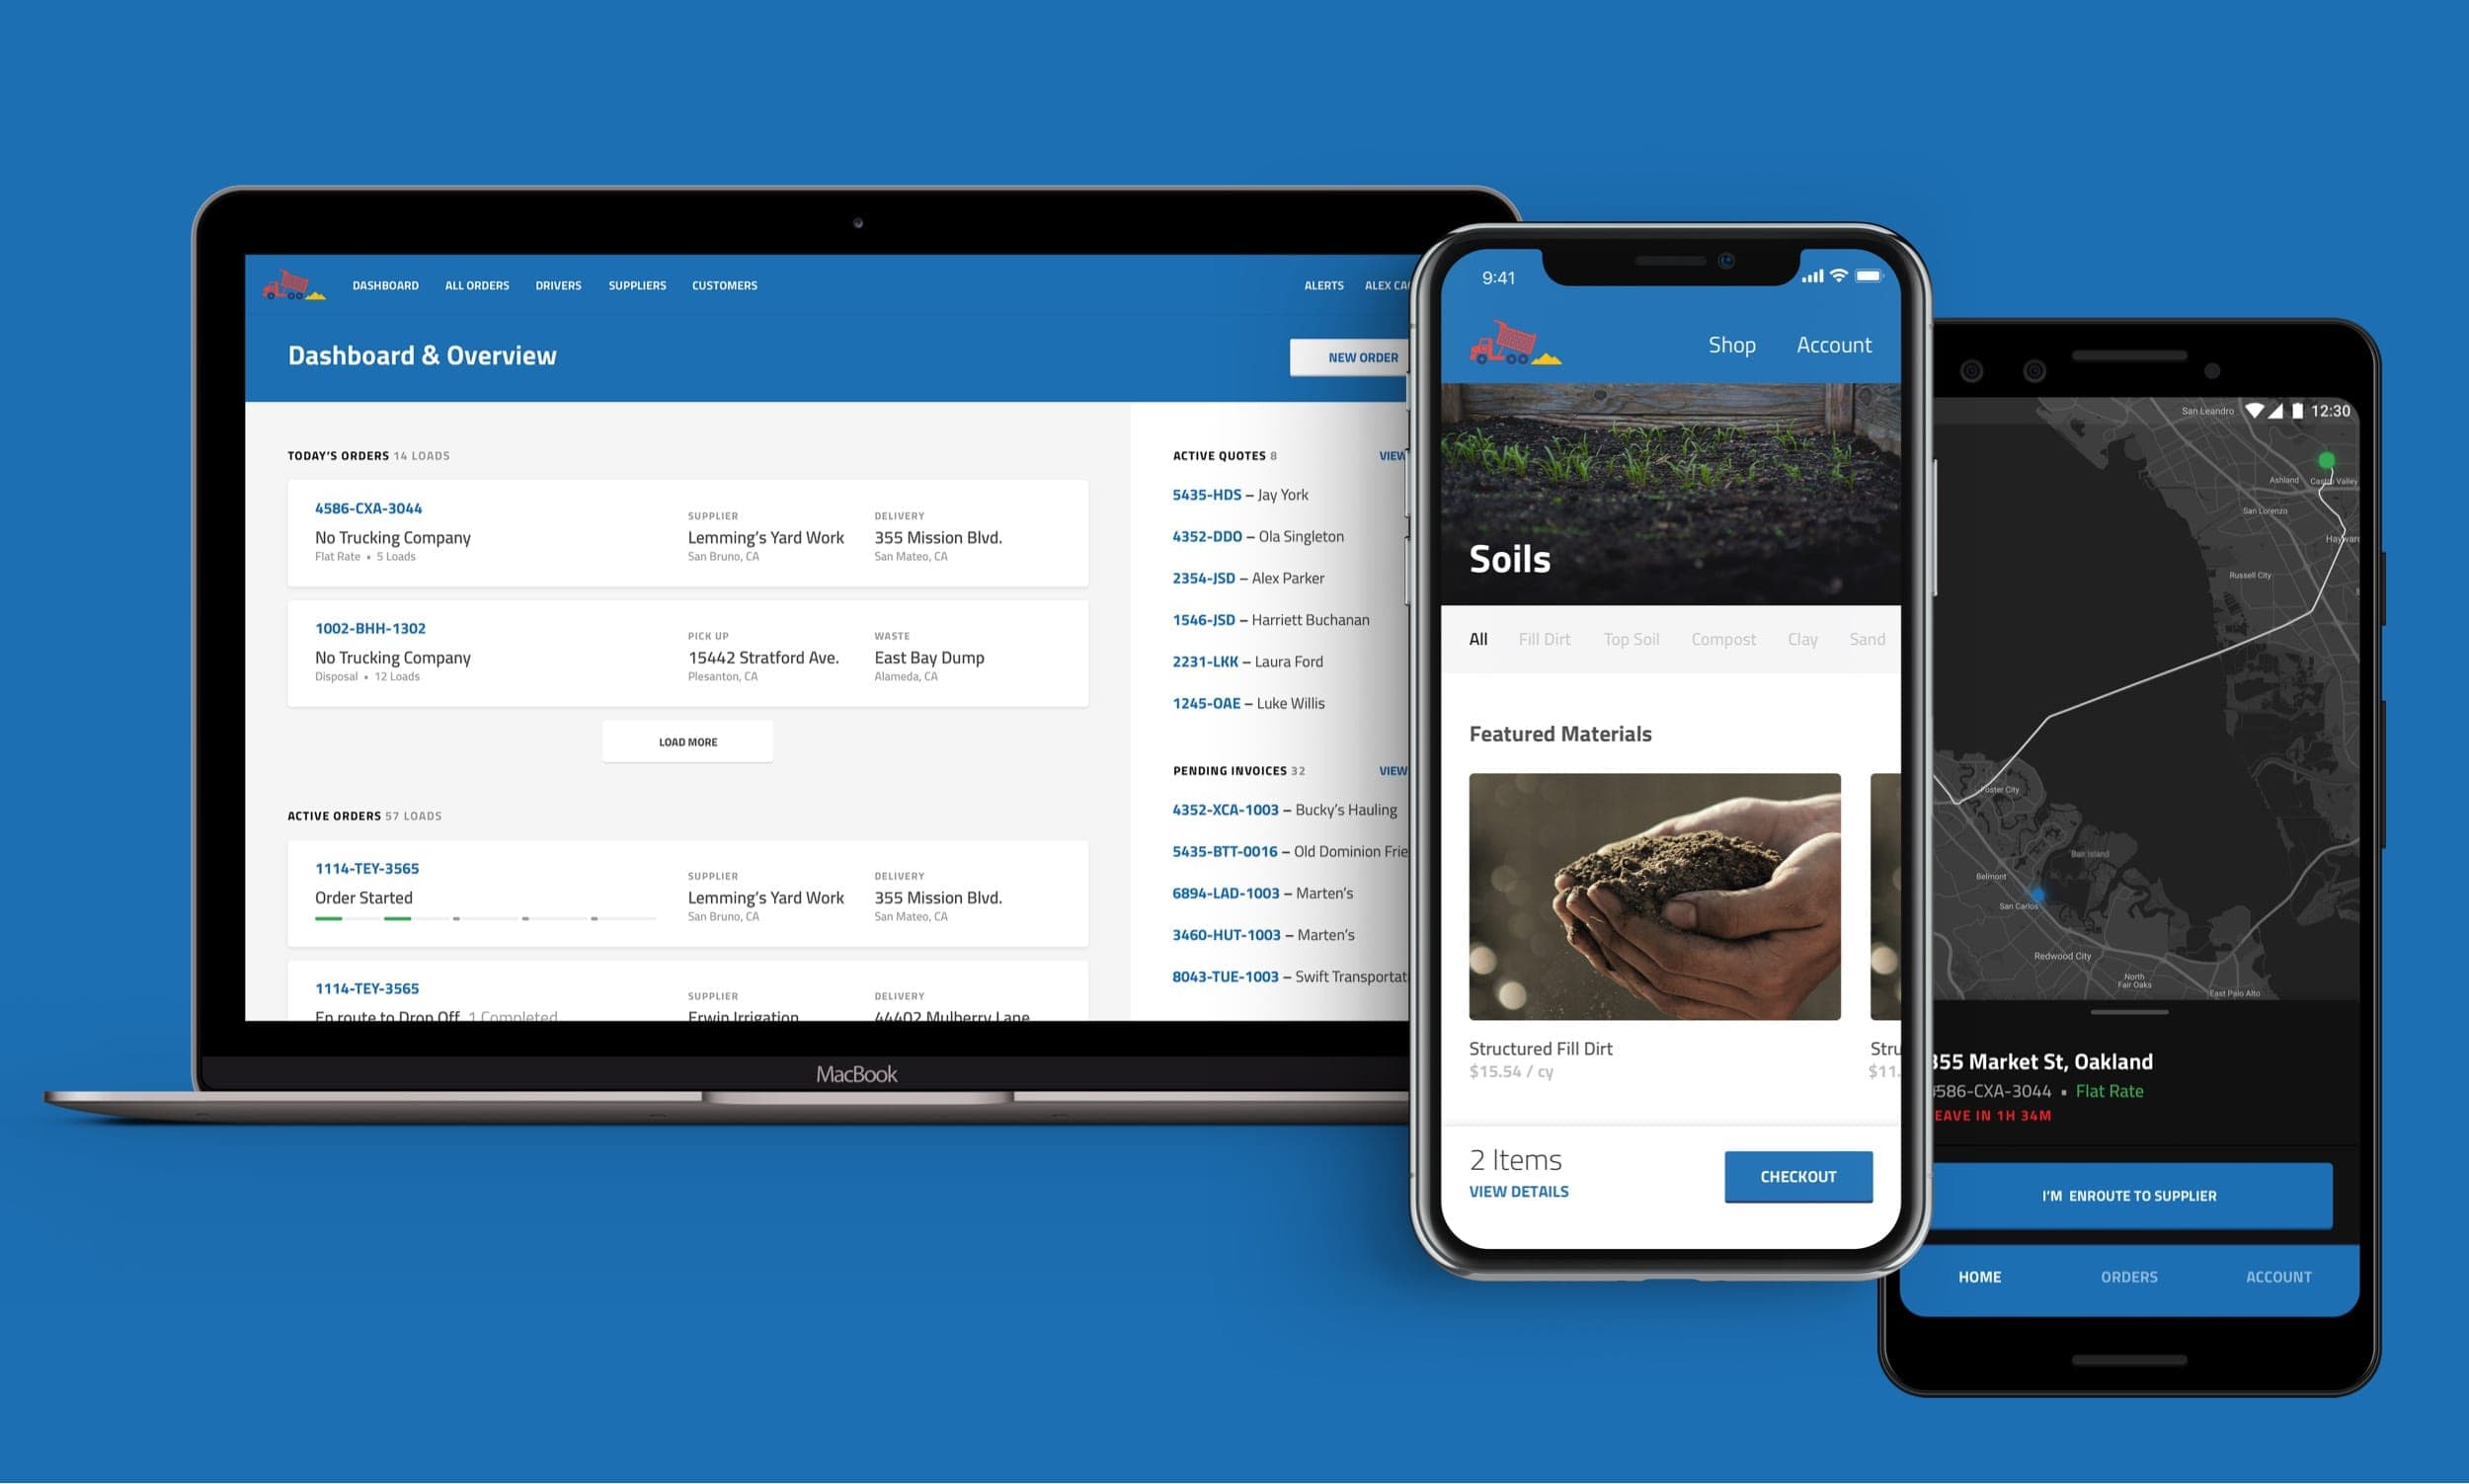 DASHBOARD ALL ORDERS DRIVERS SUPPLIERS CUSTOMERS ALERTS ALEX
Dashboard & Overview NEW ORDER
TODAY'S ORDERS 14 LOADS
4586-CXA-3044
No Trucking Company
Flat Rate • 5 Loads
SUPPLIER
Lemming's Yard Work
San Bruno, CA
DELIVERY
355 Mission Blvd.
San Mateo, CA
1002-BHH-1302
No Trucking Company
Disposal • 12 Loads
PICK UP
15442 Stratford Ave.
Plesanton, CA
WASTE
East Bay Dump
Alameda, CA
LOAD MORE
ACTIVE ORDERS 57 LOADS
1114-TEY-3565
Order Started
SUPPLIER
Lemming's Yard Work
San Bruno, CA
DELIVERY
355 Mission Blvd.
San Mateo, CA
1114-TEY-3565
En route to Drop Off 1 Completed
SUPPLIER
Erwin Irrigation
DELIVERY
44402 Mulberry Lane
ACTIVE QUOTES 8 VIEW
5435-HDS – Jay York
4352-DDO – Ola Singleton
2354-JSD – Alex Parker
1546-JSD – Harriett Buchanan
2231-LKK – Laura Ford
1245-OAE – Luke Willis
PENDING INVOICES 32 VIEW
4352-XCA-1003 – Bucky's Hauling
5435-BTT-0016 – Old Dominion Frie
6894-LAD-1003 – Marten's
3460-HUT-1003 – Marten's
8043-TUE-1003 – Swift Transportat
MacBook
9:41
Shop Account
Soils
All Fill Dirt Top Soil Compost Clay Sand
Featured Materials
Structured Fill Dirt
$15.54 / cy
Stru
$11.
2 Items
VIEW DETAILS
CHECKOUT
12:30
San Leandro
Ashland
Castro Valley
San Lorenzo
Haywar
Russell City
Foster City
Bair Island
Belmont
San Carlos
Redwood City
North
Fair Oaks
East Palo Alto
355 Market St, Oakland
4586-CXA-3044 • Flat Rate
EAVE IN 1H 34M
I'M ENROUTE TO SUPPLIER
HOME ORDERS ACCOUNT